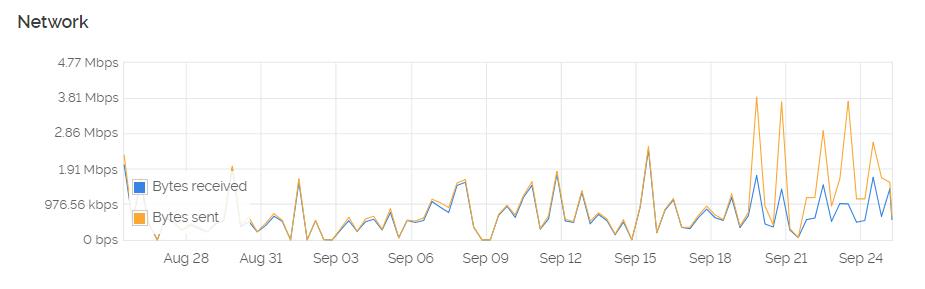 Network
4.77 Mbps
3.81 Mbps
2.86 Mbps
1.91 Mbps
976.56 kbps
0 bps
Bytes received
Bytes sent
Aug 28 Aug 31 Sep 03 Sep 06 Sep 09 Sep 12 Sep 15 Sep 18 Sep 21 Sep 24